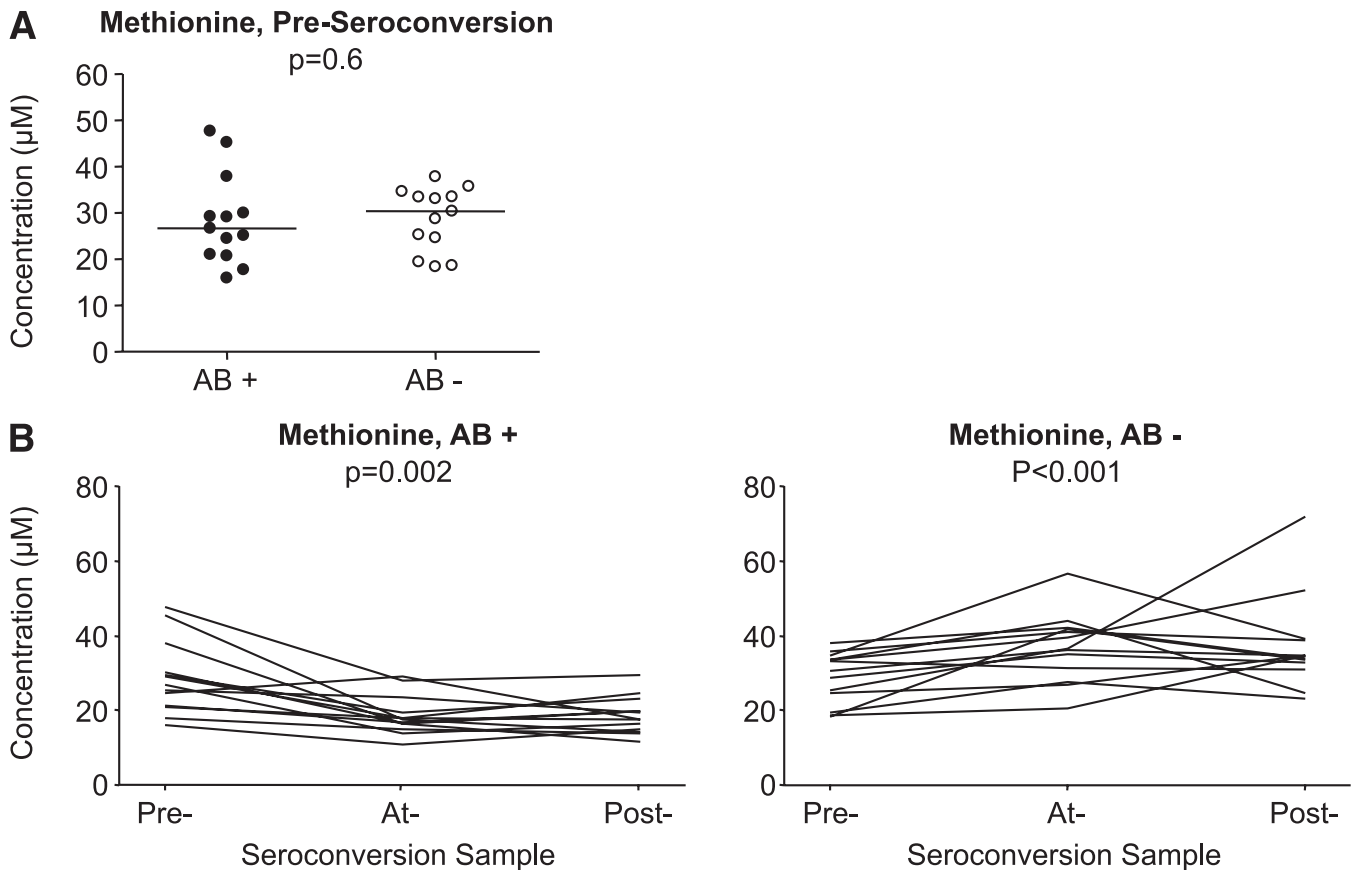 A
Methionine, Pre-Seroconversion
p=0.6
Concentration (µM)
60
50
40
30
20
10
0
AB +
AB -
B
Methionine, AB +
p=0.002
Concentration (µM)
80
60
40
20
0
Pre-
At-
Post-
Seroconversion Sample
Methionine, AB -
P<0.001
80
60
40
20
0
Pre-
At-
Post-
Seroconversion Sample